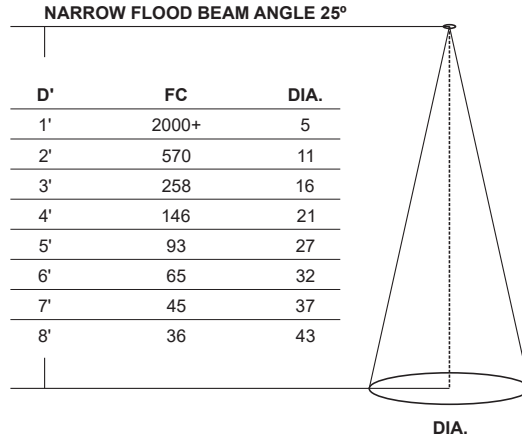 NARROW FLOOD BEAM ANGLE 25º
D' FC DIA.
1' 2000+ 5
2' 570 11
3' 258 16
4' 146 21
5' 93 27
6' 65 32
7' 45 37
8' 36 43
DIA.